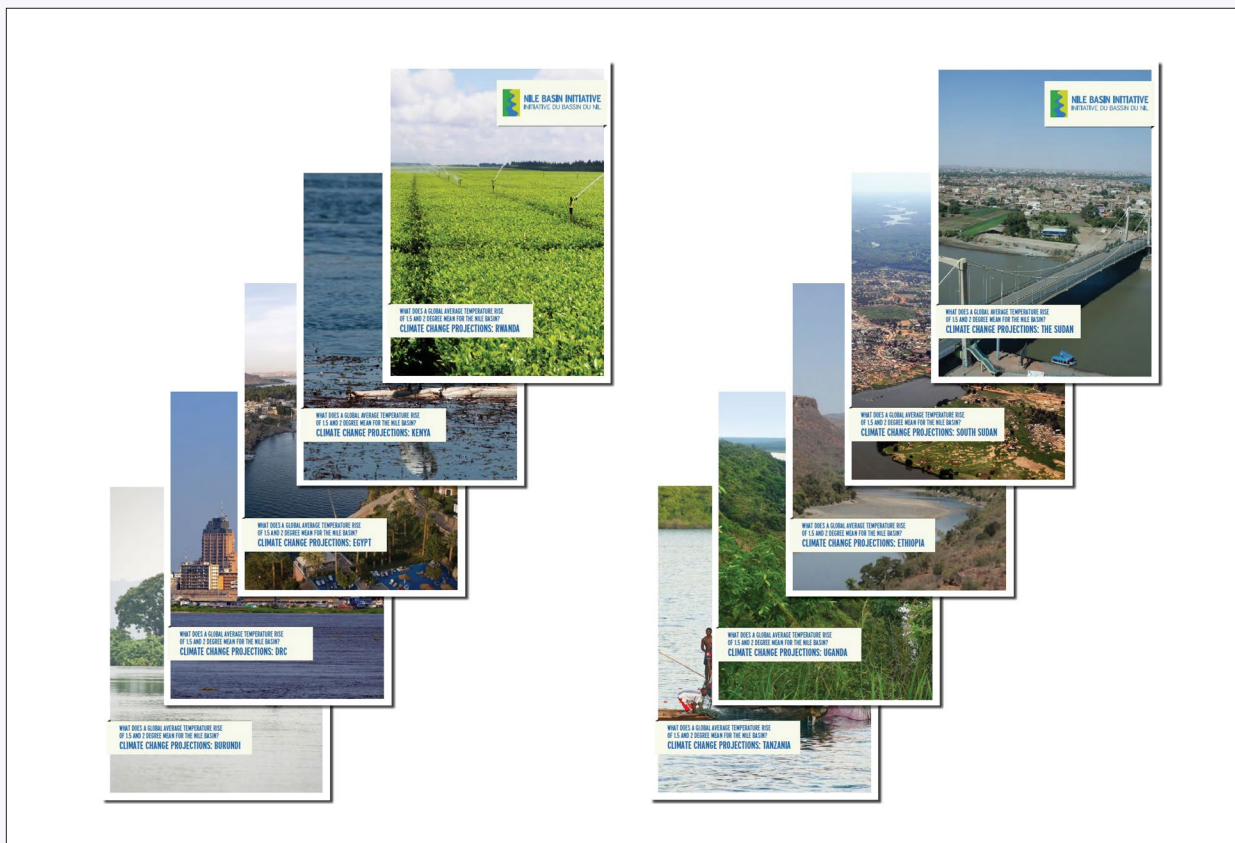 NILE BASIN INITIATIVE
INITIATIVE DU BASSIN DU NIL
WHAT DOES A GLOBAL AVERAGE TEMPERATURE RISE
OF 1.5 AND 2 DEGREE MEAN FOR THE NILE BASIN?
CLIMATE CHANGE PROJECTIONS: RWANDA
WHAT DOES A GLOBAL AVERAGE TEMPERATURE RISE
OF 1.5 AND 2 DEGREE MEAN FOR THE NILE BASIN?
CLIMATE CHANGE PROJECTIONS: KENYA
WHAT DOES A GLOBAL AVERAGE TEMPERATURE RISE
OF 1.5 AND 2 DEGREE MEAN FOR THE NILE BASIN?
CLIMATE CHANGE PROJECTIONS: EGYPT
WHAT DOES A GLOBAL AVERAGE TEMPERATURE RISE
OF 1.5 AND 2 DEGREE MEAN FOR THE NILE BASIN?
CLIMATE CHANGE PROJECTIONS: DRC
WHAT DOES A GLOBAL AVERAGE TEMPERATURE RISE
OF 1.5 AND 2 DEGREE MEAN FOR THE NILE BASIN?
CLIMATE CHANGE PROJECTIONS: BURUNDI
NILE BASIN INITIATIVE
INITIATIVE DU BASSIN DU NIL
WHAT DOES A GLOBAL AVERAGE TEMPERATURE RISE
OF 1.5 AND 2 DEGREE MEAN FOR THE NILE BASIN?
CLIMATE CHANGE PROJECTIONS: THE SUDAN
WHAT DOES A GLOBAL AVERAGE TEMPERATURE RISE
OF 1.5 AND 2 DEGREE MEAN FOR THE NILE BASIN?
CLIMATE CHANGE PROJECTIONS: SOUTH SUDAN
WHAT DOES A GLOBAL AVERAGE TEMPERATURE RISE
OF 1.5 AND 2 DEGREE MEAN FOR THE NILE BASIN?
CLIMATE CHANGE PROJECTIONS: ETHIOPIA
WHAT DOES A GLOBAL AVERAGE TEMPERATURE RISE
OF 1.5 AND 2 DEGREE MEAN FOR THE NILE BASIN?
CLIMATE CHANGE PROJECTIONS: UGANDA
WHAT DOES A GLOBAL AVERAGE TEMPERATURE RISE
OF 1.5 AND 2 DEGREE MEAN FOR THE NILE BASIN?
CLIMATE CHANGE PROJECTIONS: TANZANIA